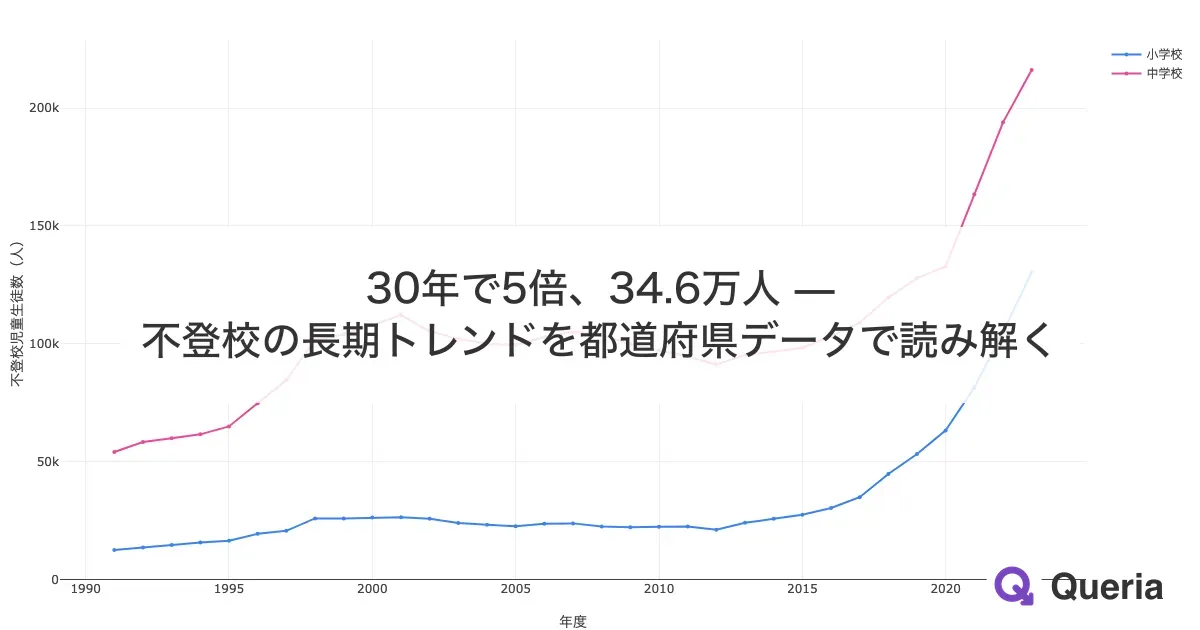 小学校
中学校
200k
150k
100k
50k
0
不登校児童生徒数（人）
30年で5倍、34.6万人 —
不登校の長期トレンドを都道府県データで読み解く
1990
1995
2000
2005
2010
2015
2020
年度
Queria